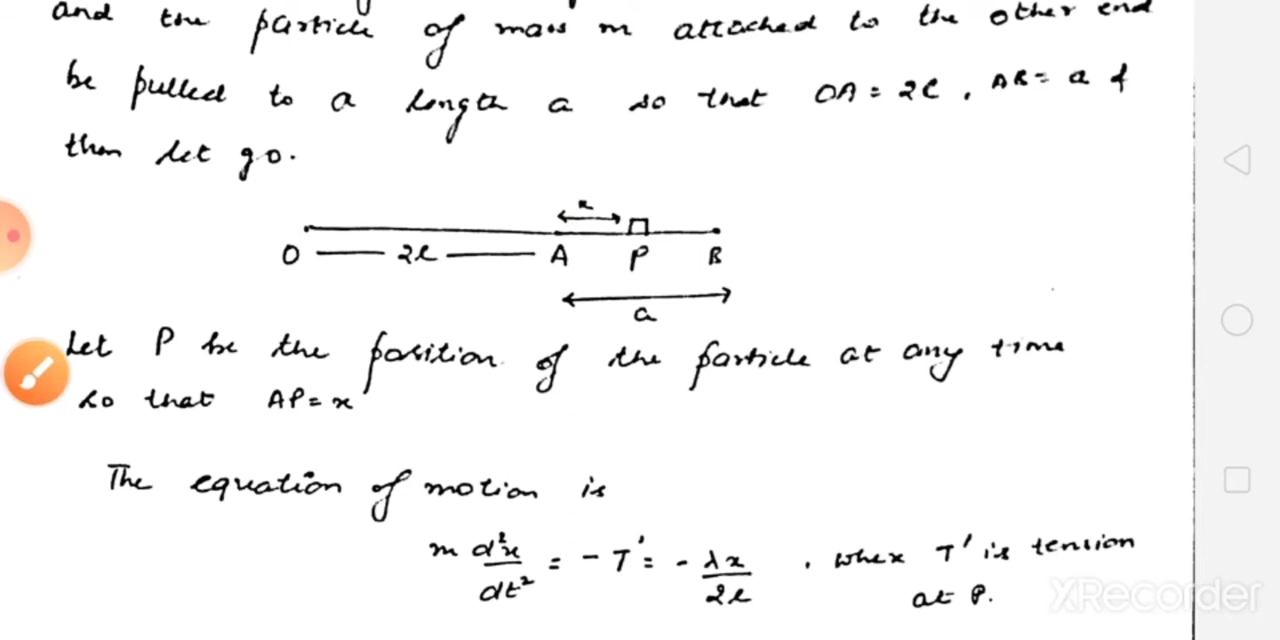 and the particle of mass m attached to the other end
be pulled to a length a so that OA = 2l, AB = a &
then let go.
x
O 2l A P B
a
Let P be the position of the particle at any time
so that AP = x
The equation of motion is
m d²x/dt² = - T' = - λx/2l , where T' is tension
at P.
XRecorder